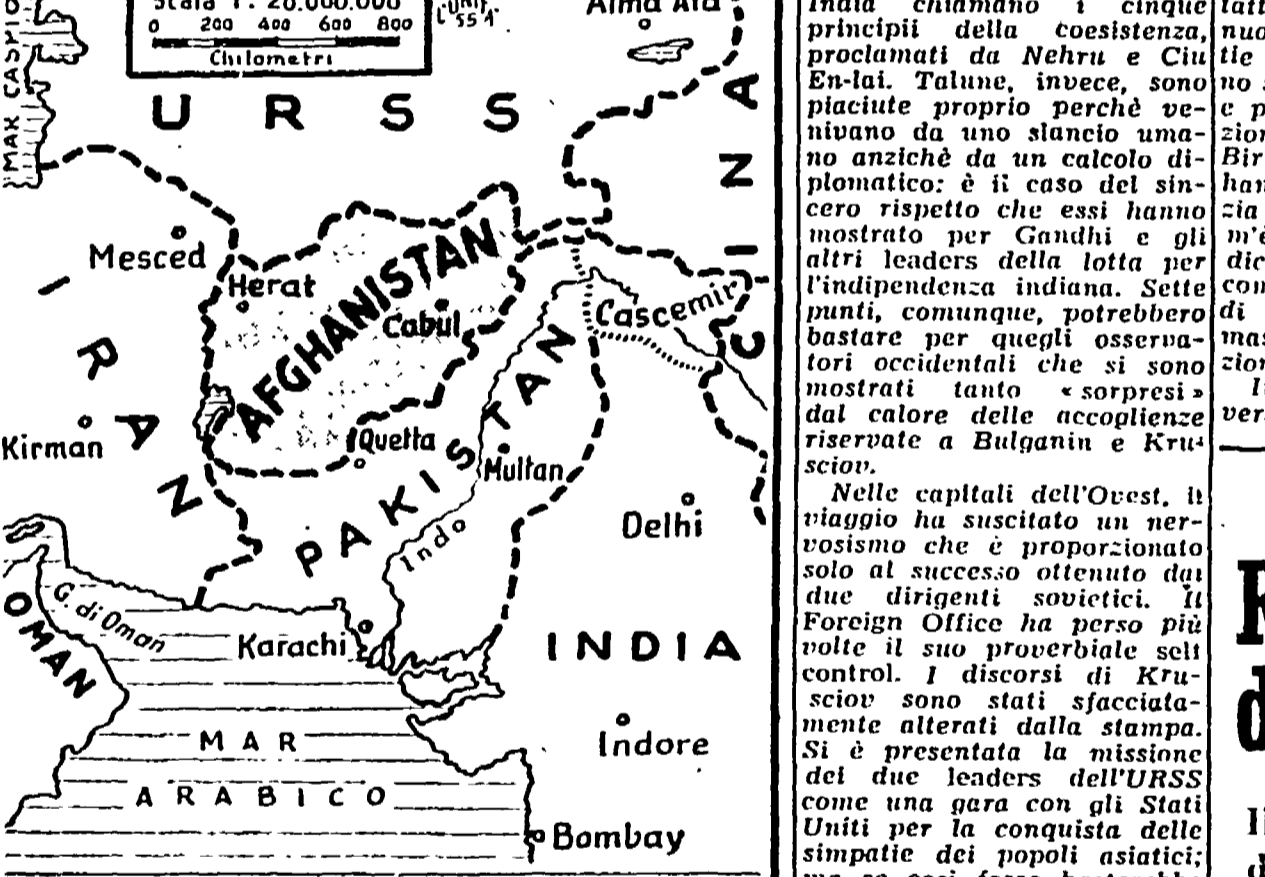 Scala 1: 20.000.000
0 200 400 600 800
Chilometri
L'UNITÀ
'55
Alma Ata
MAR CASPIO
URSS
CINA
Mesced
Herat
IRAN
AFGHANISTAN
Cabul
Cascemir
Kirman
Quetta
PAKISTAN
Multan
Indo
Delhi
OMAN
G. di Oman
Karachi
INDIA
MAR
ARABICO
Indore
Bombay
India chiamano i cinque
principii della coesistenza,
proclamati da Nehru e Ciu
En-lai. Talune, invece, sono
piaciute proprio perchè ve-
nivano da uno slancio uma-
no anzichè da un calcolo di-
plomatico: è il caso del sin-
cero rispetto che essi hanno
mostrato per Gandhi e gli
altri leaders della lotta per
l'indipendenza indiana. Sette
punti, comunque, potrebbero
bastare per quegli osserva-
tori occidentali che si sono
mostrati tanto « sorpresi »
dal calore delle accoglienze
riservate a Bulganin e Kru-
sciov.
Nelle capitali dell'Ovest, il
viaggio ha suscitato un ner-
vosismo che è proporzionato
solo al successo ottenuto dai
due dirigenti sovietici. Il
Foreign Office ha perso più
volte il suo proverbiale self
control. I discorsi di Kru-
sciov sono stati sfacciata-
mente alterati dalla stampa.
Si è presentata la missione
dei due leaders dell'URSS
come una gara con gli Stati
Uniti per la conquista delle
simpatie dei popoli asiatici;